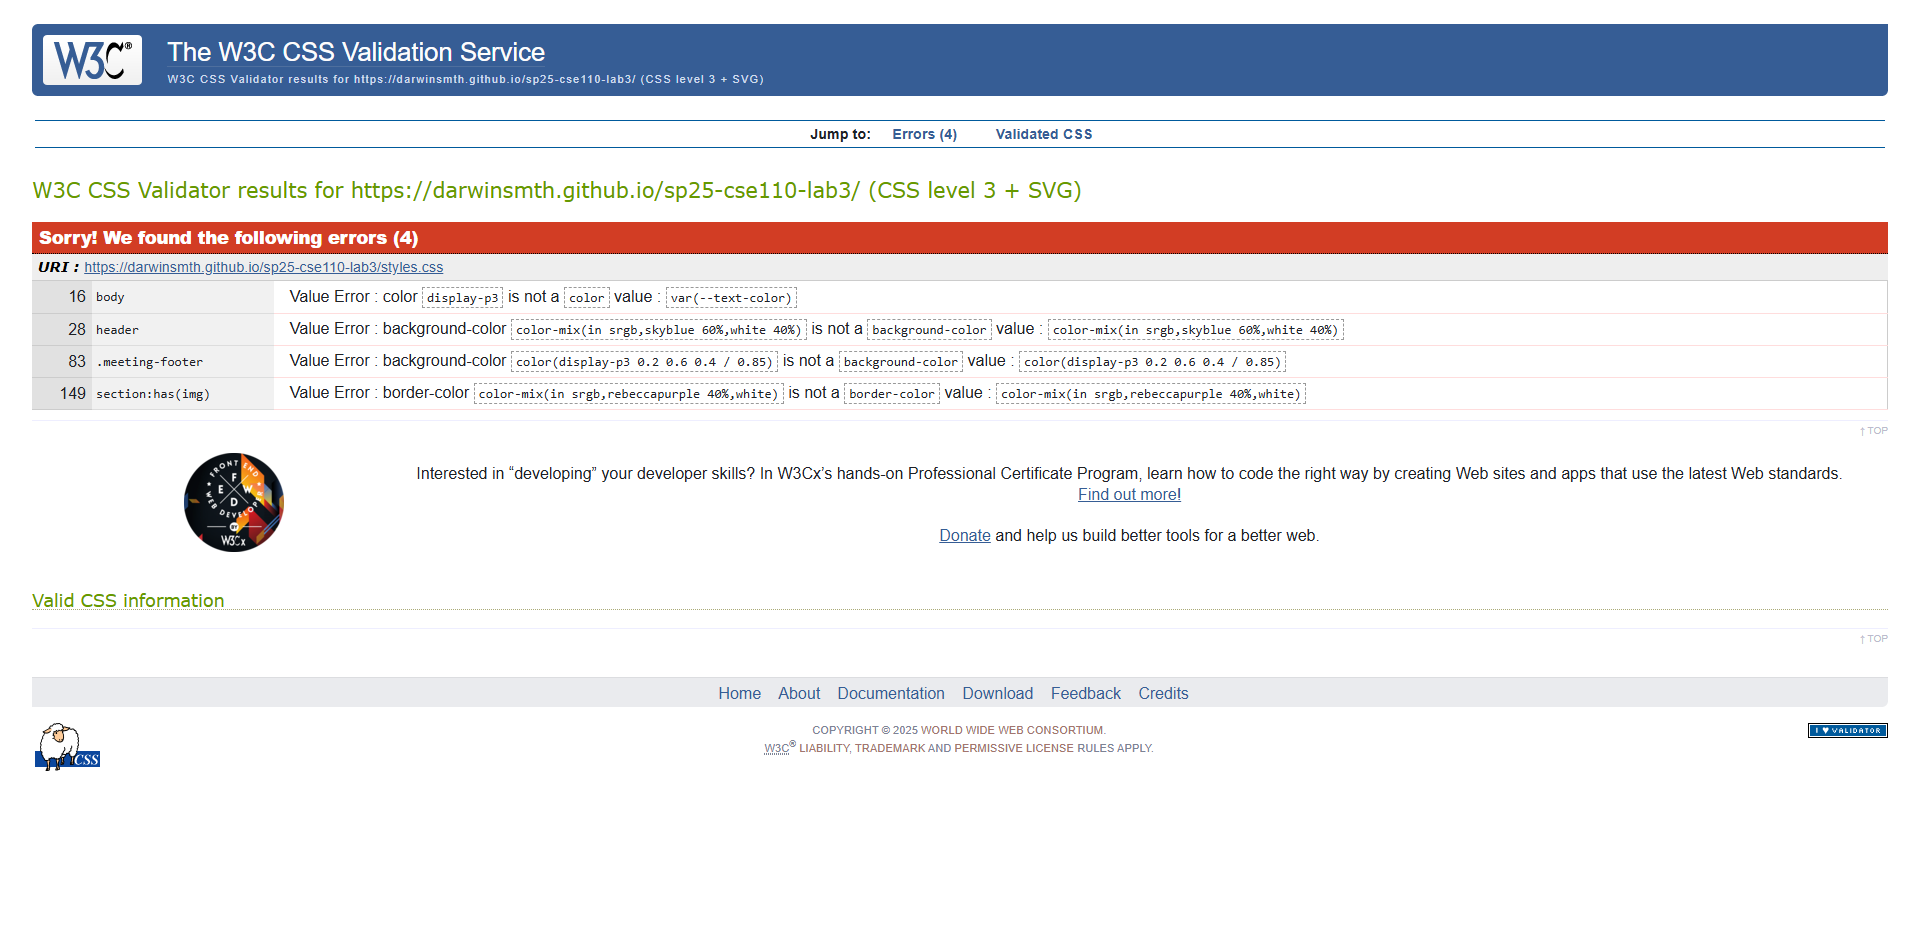 W3C®
The W3C CSS Validation Service
W3C CSS Validator results for https://darwinsmth.github.io/sp25-cse110-lab3/ (CSS level 3 + SVG)
Jump to: Errors (4) Validated CSS
W3C CSS Validator results for https://darwinsmth.github.io/sp25-cse110-lab3/ (CSS level 3 + SVG)
Sorry! We found the following errors (4)
URI : https://darwinsmth.github.io/sp25-cse110-lab3/styles.css
16 body Value Error : color display-p3 is not a color value : var(--text-color)
28 header Value Error : background-color color-mix(in srgb,skyblue 60%,white 40%) is not a background-color value : color-mix(in srgb,skyblue 60%,white 40%)
83 .meeting-footer Value Error : background-color color(display-p3 0.2 0.6 0.4 / 0.85) is not a background-color value : color(display-p3 0.2 0.6 0.4 / 0.85)
149 section:has(img) Value Error : border-color color-mix(in srgb,rebeccapurple 40%,white) is not a border-color value : color-mix(in srgb,rebeccapurple 40%,white)
↑ TOP
FRONT END
F
E W
D
WEB DEVELOPER
BY
W3Cx
Interested in “developing” your developer skills? In W3Cx’s hands-on Professional Certificate Program, learn how to code the right way by creating Web sites and apps that use the latest Web standards.
Find out more!
Donate and help us build better tools for a better web.
Valid CSS information
↑ TOP
Home About Documentation Download Feedback Credits
CSS
COPYRIGHT © 2025 WORLD WIDE WEB CONSORTIUM.
W3C® LIABILITY, TRADEMARK AND PERMISSIVE LICENSE RULES APPLY.
I ♥ VALIDATOR